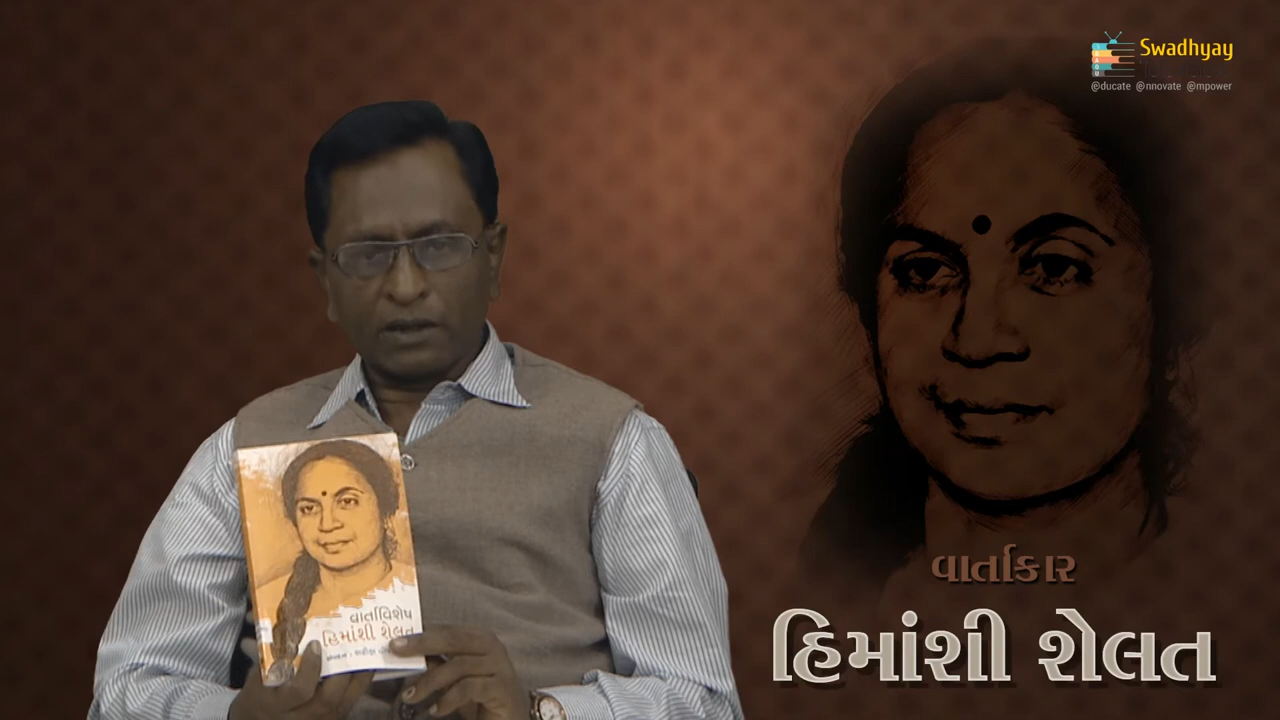 Swadhyay
@ducate @nnovate @mpower
વાર્તાવિશેષ
હિમાંશી શેલત
વાર્તાકાર
હિમાંશી શેલત